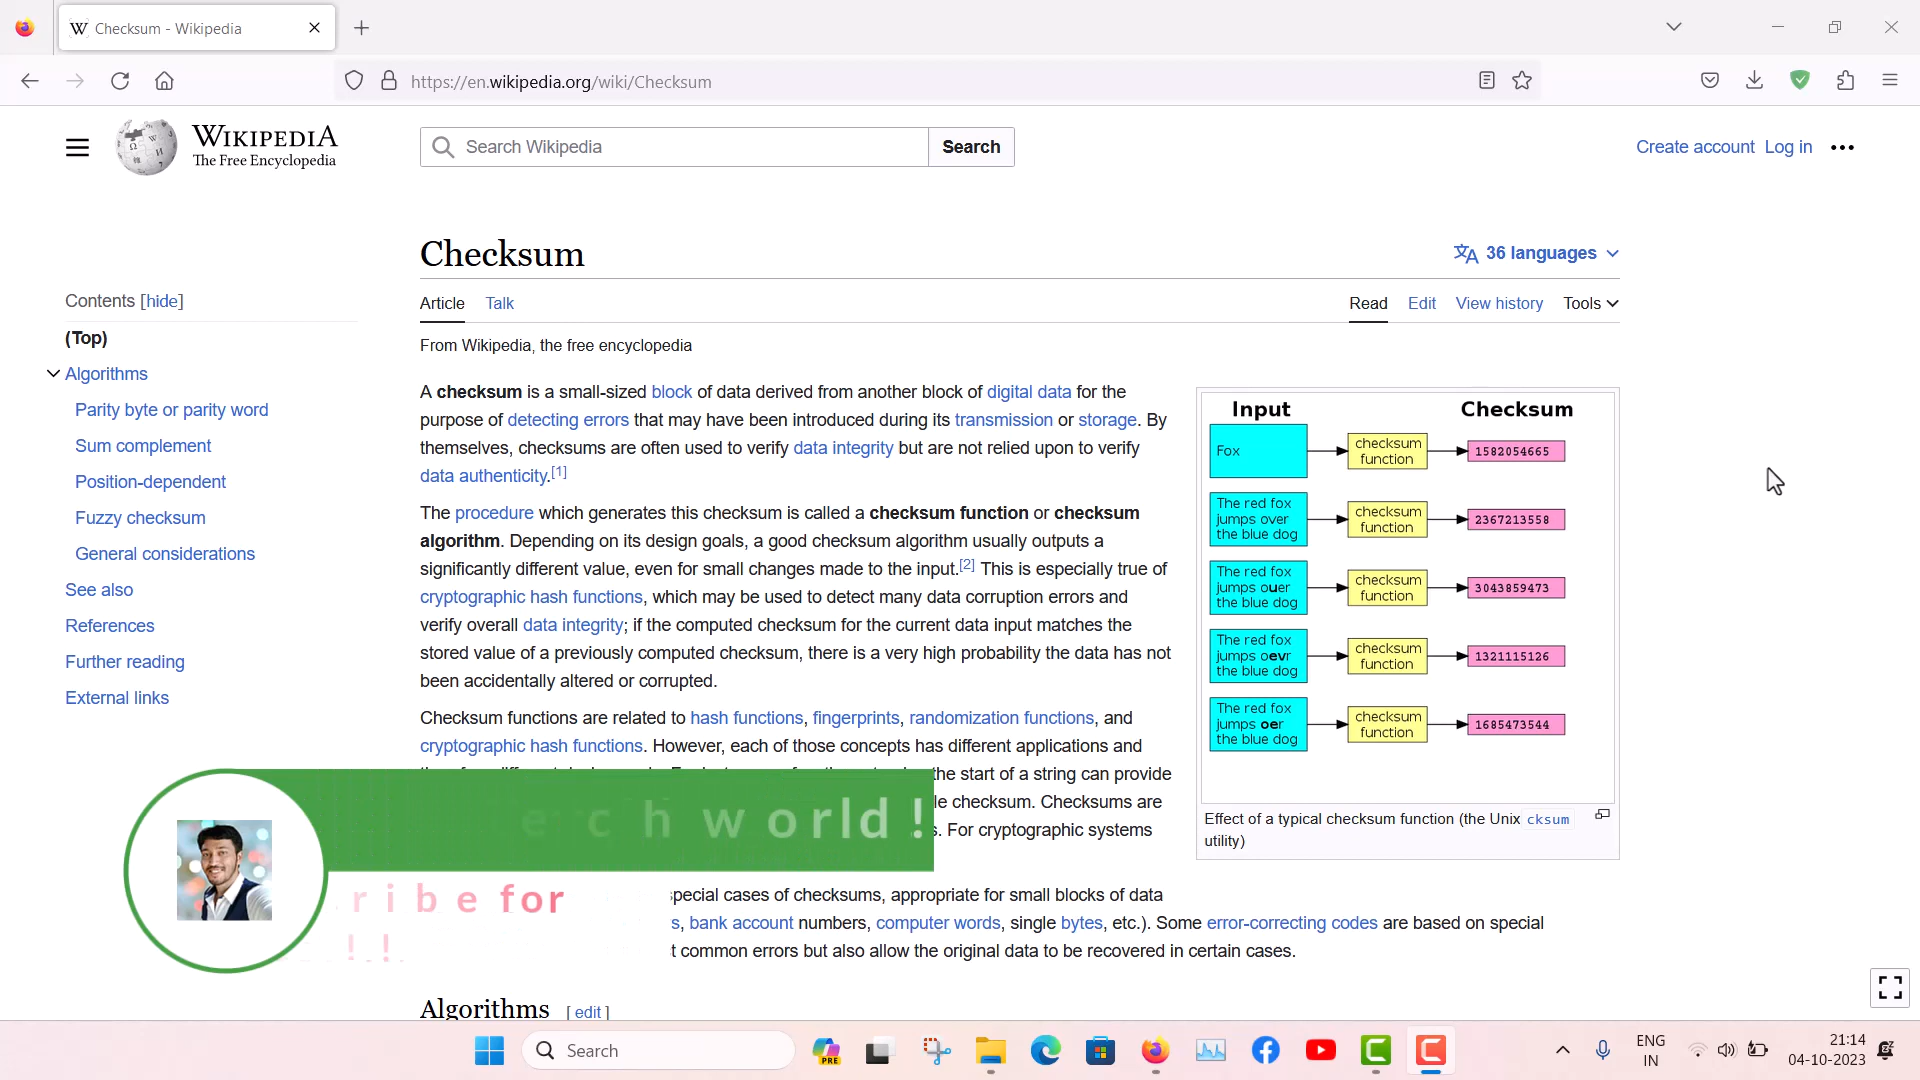 Checksum - Wikipedia
https://en.wikipedia.org/wiki/Checksum
WIKIPEDIA
The Free Encyclopedia
Search Wikipedia
Search
Create account Log in
Checksum
36 languages
Contents [hide]
(Top)
Algorithms
Parity byte or parity word
Sum complement
Position-dependent
Fuzzy checksum
General considerations
See also
References
Further reading
External links
Article Talk
Read Edit View history Tools
From Wikipedia, the free encyclopedia
A checksum is a small-sized block of data derived from another block of digital data for the
purpose of detecting errors that may have been introduced during its transmission or storage. By
themselves, checksums are often used to verify data integrity but are not relied upon to verify
data authenticity.[1]
The procedure which generates this checksum is called a checksum function or checksum
algorithm. Depending on its design goals, a good checksum algorithm usually outputs a
significantly different value, even for small changes made to the input.[2] This is especially true of
cryptographic hash functions, which may be used to detect many data corruption errors and
verify overall data integrity; if the computed checksum for the current data input matches the
stored value of a previously computed checksum, there is a very high probability the data has not
been accidentally altered or corrupted.
Checksum functions are related to hash functions, fingerprints, randomization functions, and
cryptographic hash functions. However, each of those concepts has different applications and
the start of a string can provide
checksum. Checksums are
For cryptographic systems
special cases of checksums, appropriate for small blocks of data
bank account numbers, computer words, single bytes, etc.). Some error-correcting codes are based on special
common errors but also allow the original data to be recovered in certain cases.
Algorithms [ edit ]
Input Checksum
Fox
checksum
function
1582054665
The red fox
jumps over
the blue dog
checksum
function
2367213558
The red fox
jumps ouer
the blue dog
checksum
function
3043859473
The red fox
jumps oevr
the blue dog
checksum
function
1321115126
The red fox
jumps oer
the blue dog
checksum
function
1685473544
Effect of a typical checksum function (the Unix cksum
utility)
world!
for
Search
PRE
ENG
IN
21:14
04-10-2023